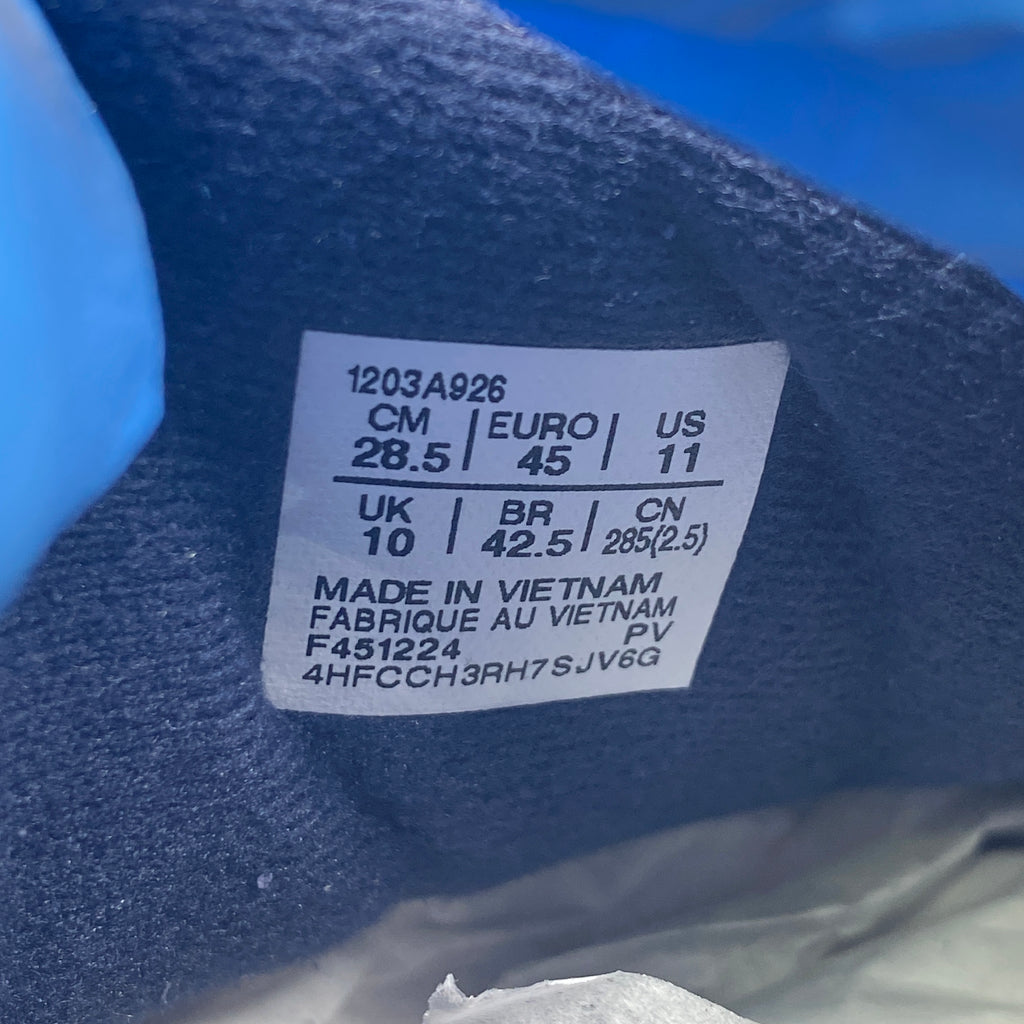 1203A926
CM | EURO | US
28.5 | 45 | 11
UK | BR | CN
10 | 42.5 | 285(2.5)
MADE IN VIETNAM
FABRIQUE AU VIETNAM
PV
F451224
4HFCCH3RH7SJV6G